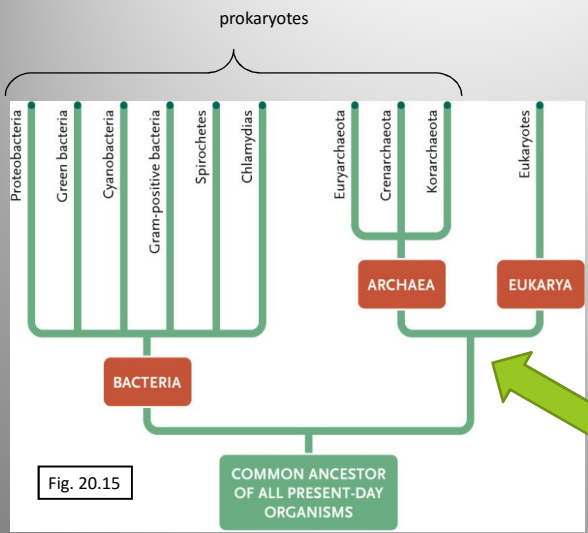 prokaryotes
Proteobacteria
Green bacteria
Cyanobacteria
Gram-positive bacteria
Spirochetes
Chlamydias
Euryarchaeota
Crenarchaeota
Korarchaeota
Eukaryotes
ARCHAEA
EUKARYA
BACTERIA
Fig. 20.15
COMMON ANCESTOR
OF ALL PRESENT-DAY
ORGANISMS